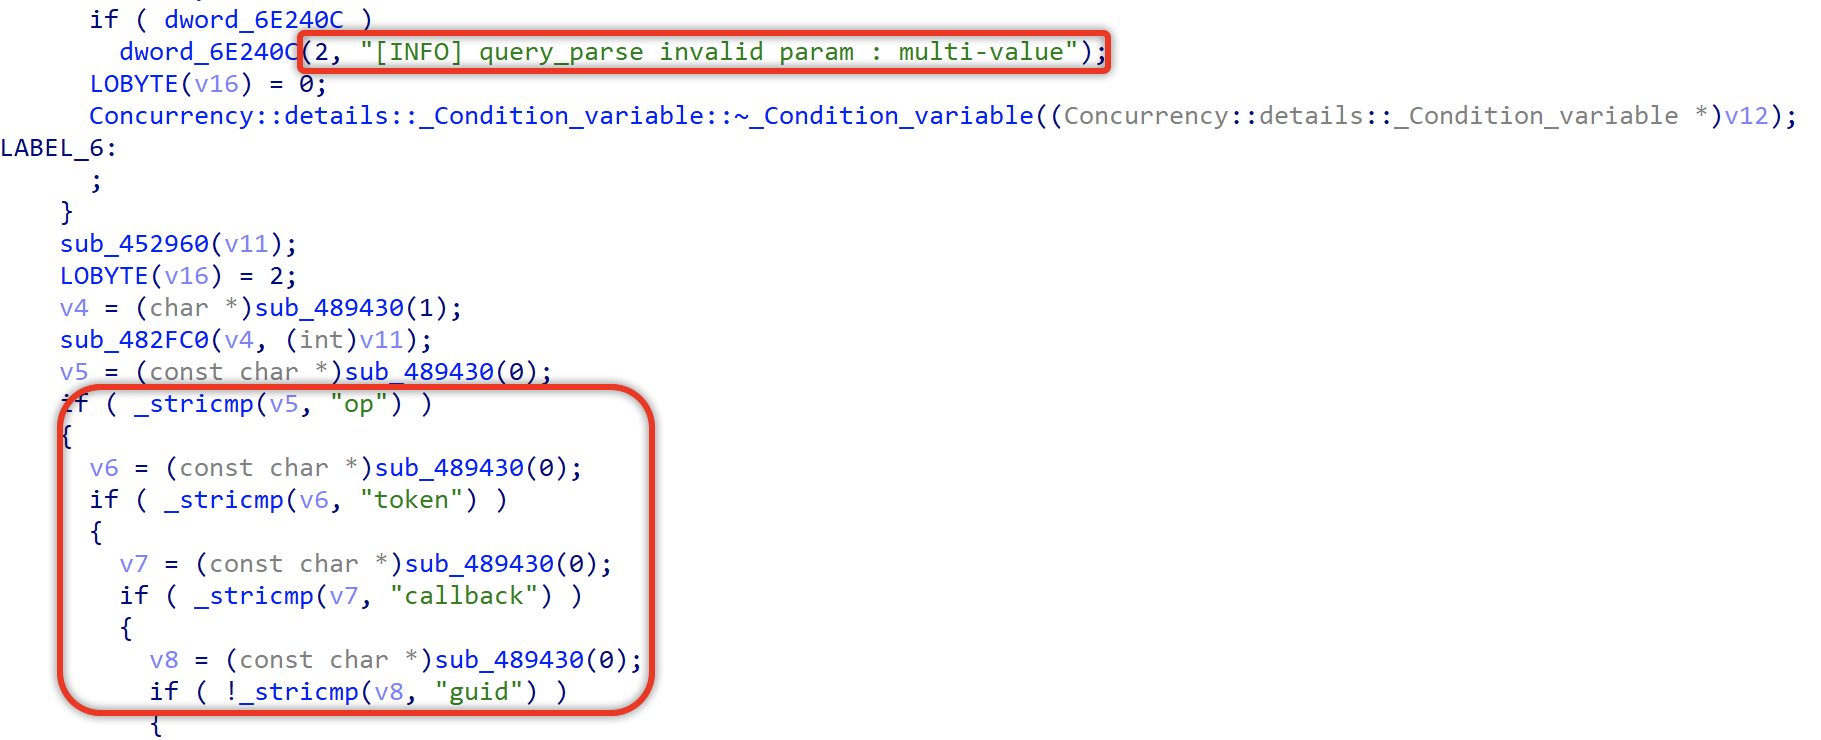 if ( dword_6E240C )
dword_6E240C(2, "[INFO] query_parse invalid param : multi-value");
LOBYTE(v16) = 0;
Concurrency::details::_Condition_variable::~_Condition_variable((Concurrency::details::_Condition_variable *)v12);
LABEL_6:
;
}
sub_452960(v11);
LOBYTE(v16) = 2;
v4 = (char *)sub_489430(1);
sub_482FC0(v4, (int)v11);
v5 = (const char *)sub_489430(0);
if ( _stricmp(v5, "op") )
{
v6 = (const char *)sub_489430(0);
if ( _stricmp(v6, "token") )
{
v7 = (const char *)sub_489430(0);
if ( _stricmp(v7, "callback") )
{
v8 = (const char *)sub_489430(0);
if ( !_stricmp(v8, "guid") )
{